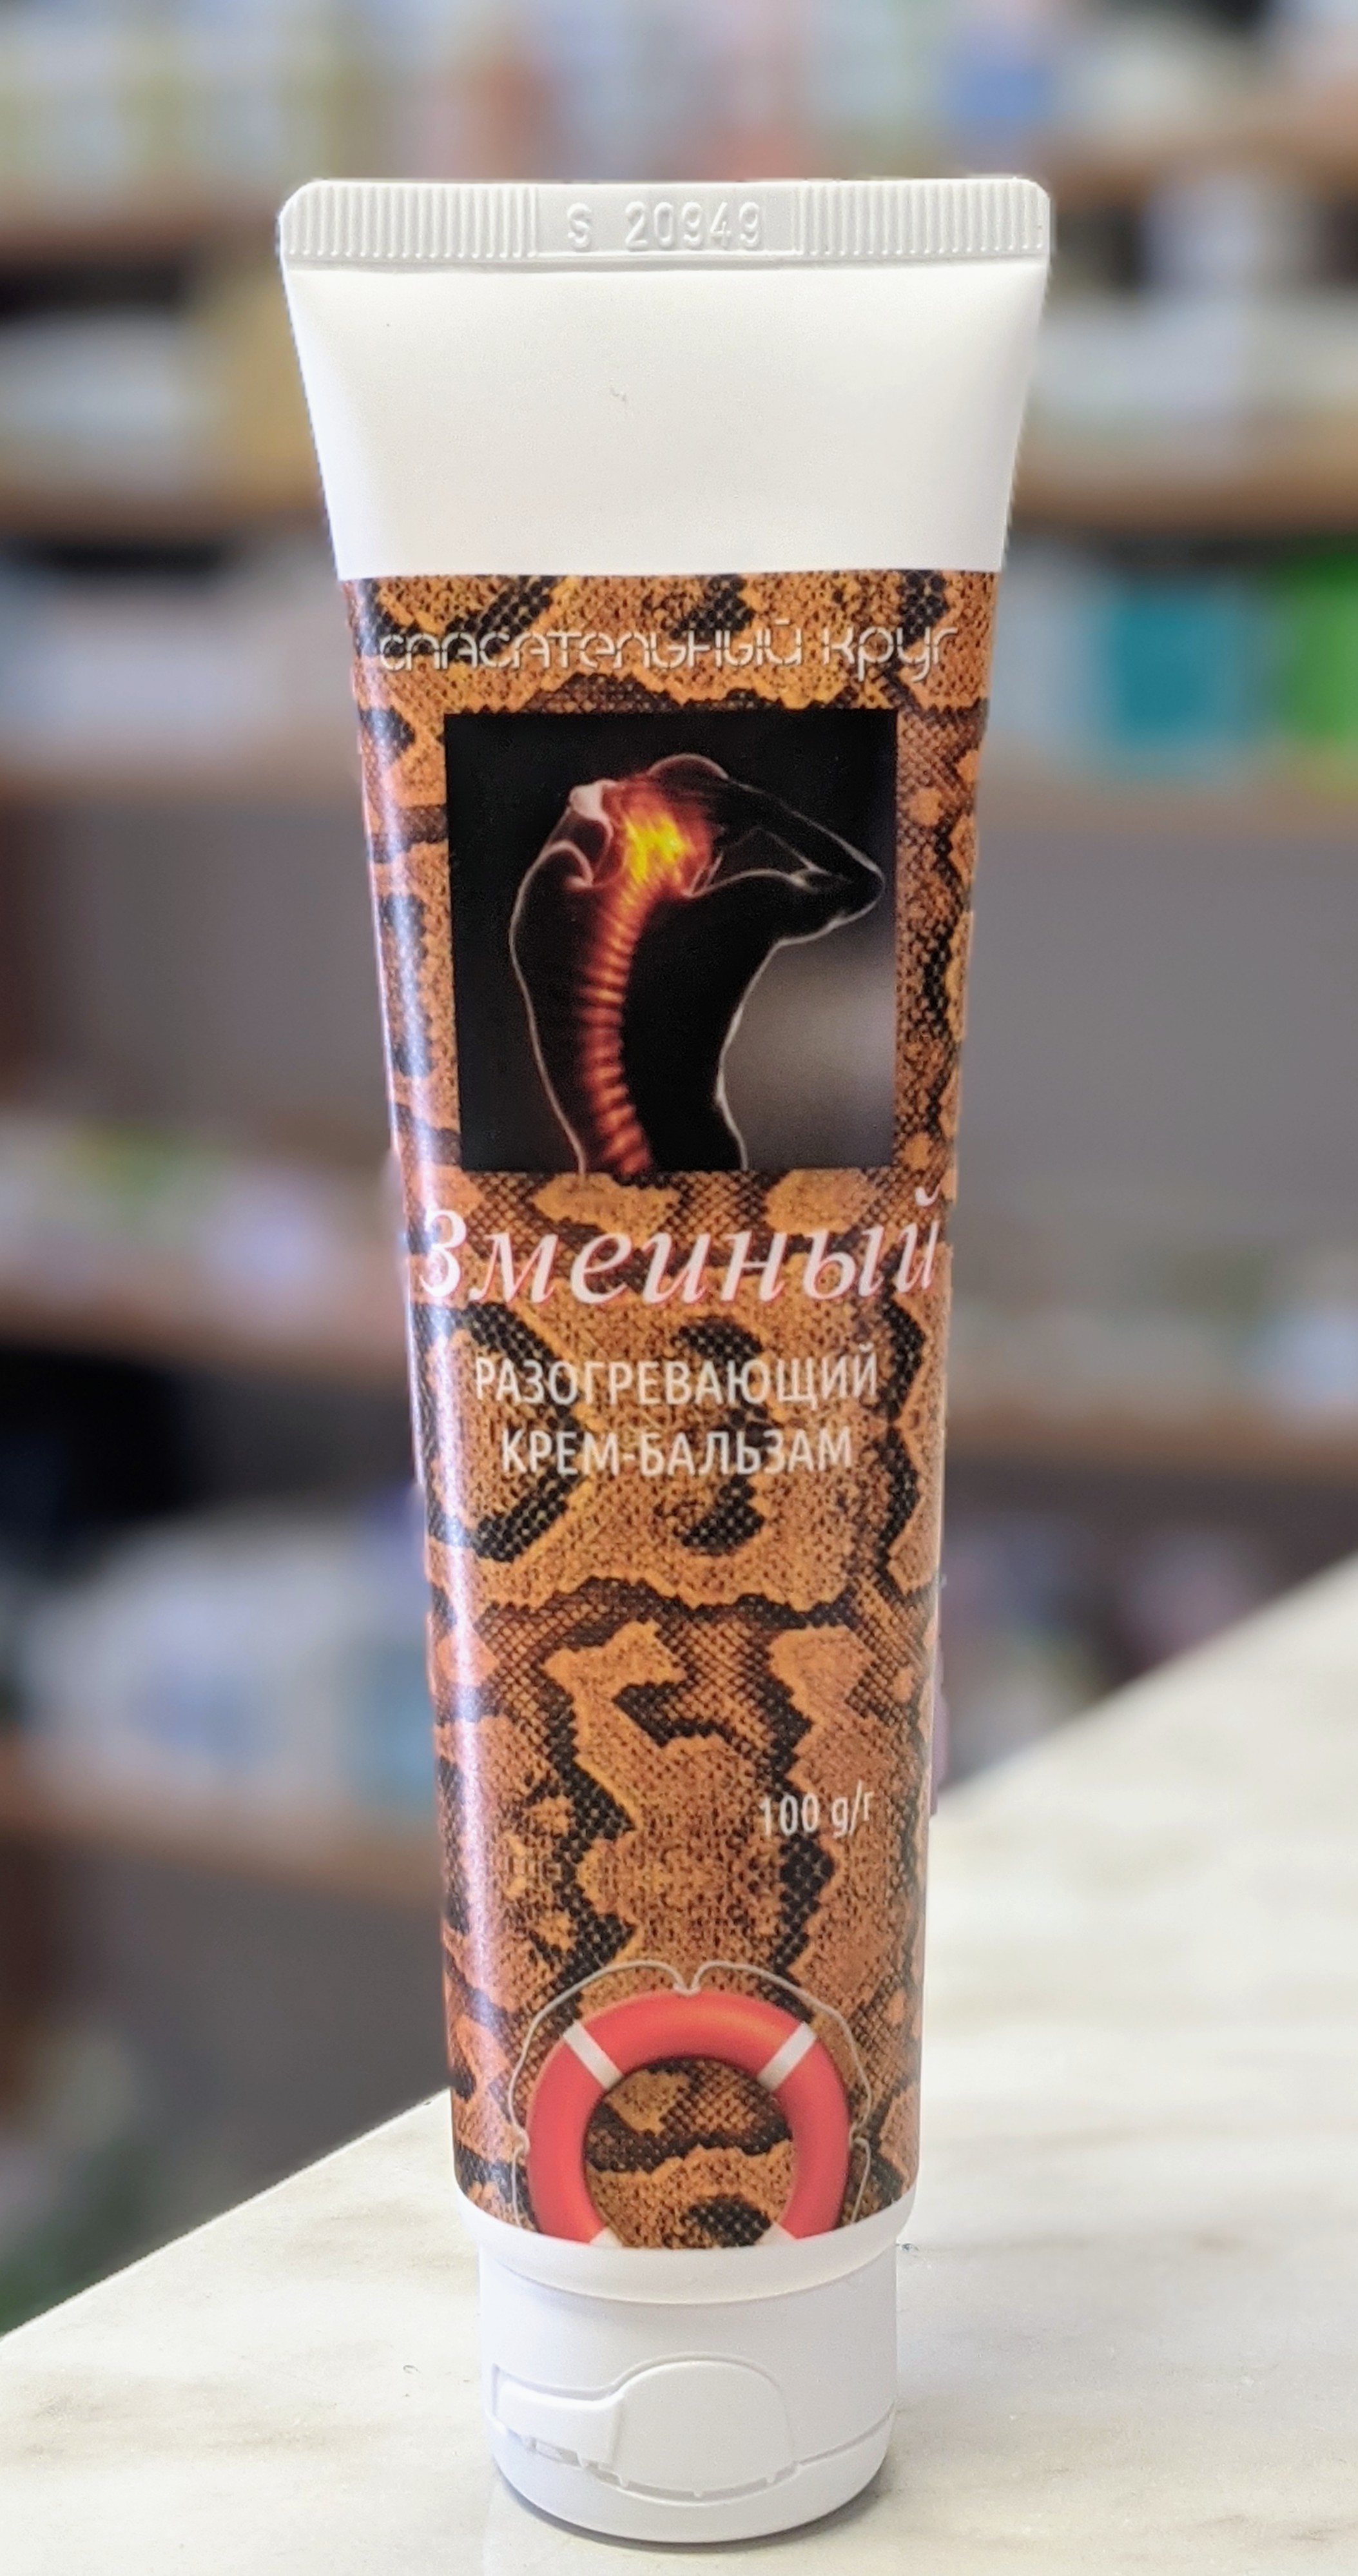 S 20949
спасательный круг
Змеиный
РАЗОГРЕВАЮЩИЙ
КРЕМ-БАЛЬЗАМ
100 g/г